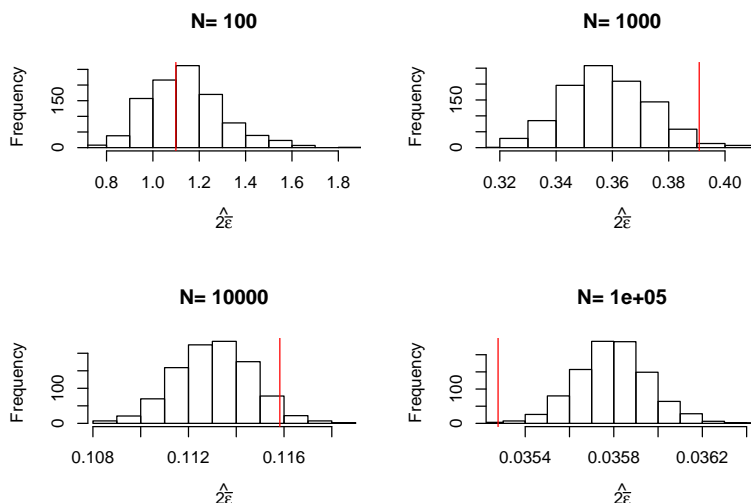 N= 100
Frequency
0 150
0.8 1.0 1.2 1.4 1.6 1.8
2ε̂
N= 1000
Frequency
0 150
0.32 0.34 0.36 0.38 0.40
2ε̂
N= 10000
Frequency
0 100
0.108 0.112 0.116
2ε̂
N= 1e+05
Frequency
0 100
0.0354 0.0358 0.0362
2ε̂